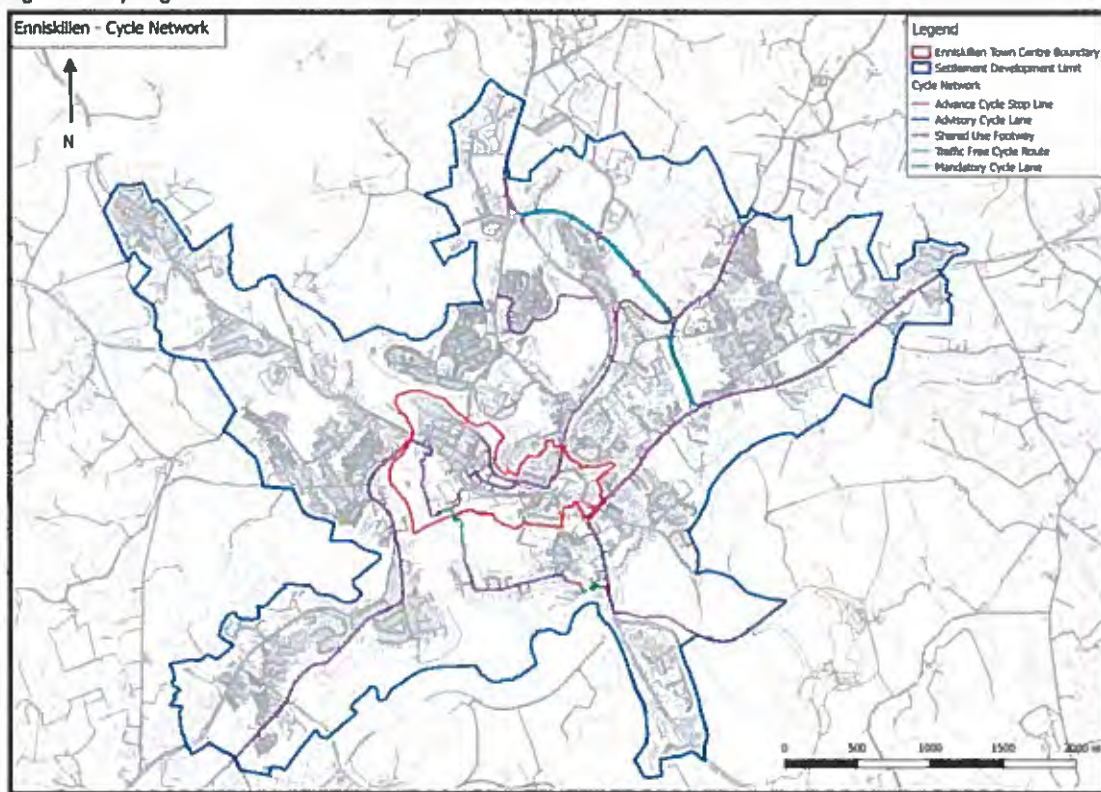 Enniskillen - Cycle Network
N
Legend
Enniskillen Town Centre Boundary
Settlement Development Limit
Cycle Network
Advance Cycle Stop Line
Advisory Cycle Lane
Shared Use Footway
Traffic Free Cycle Route
Mandatory Cycle Lane
0 500 1000 1500 2000